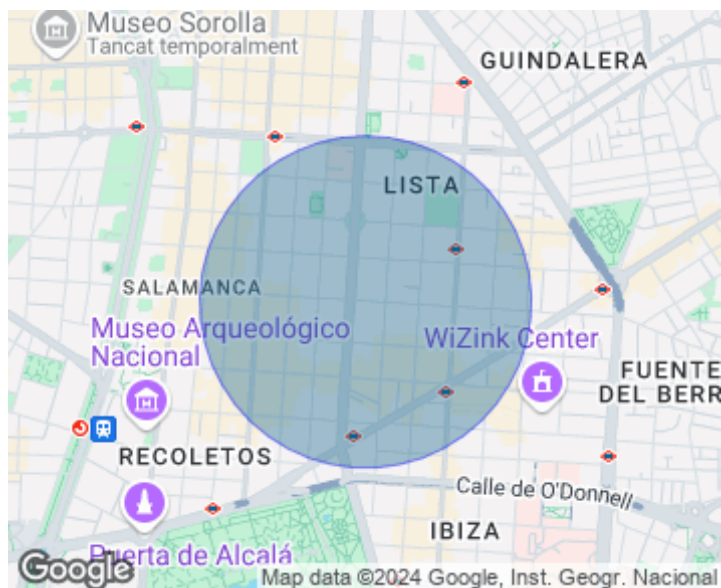 Museo Sorolla
Tancat temporalment
GUINDALERA
LISTA
SALAMANCA
Museo Arqueológico
Nacional
WiZink Center
FUENTE
DEL BERR
RECOLETOS
Calle de O'Donnell
IBIZA
Puerta de Alcalá
Google
Map data ©2024 Google, Inst. Geogr. Nacional